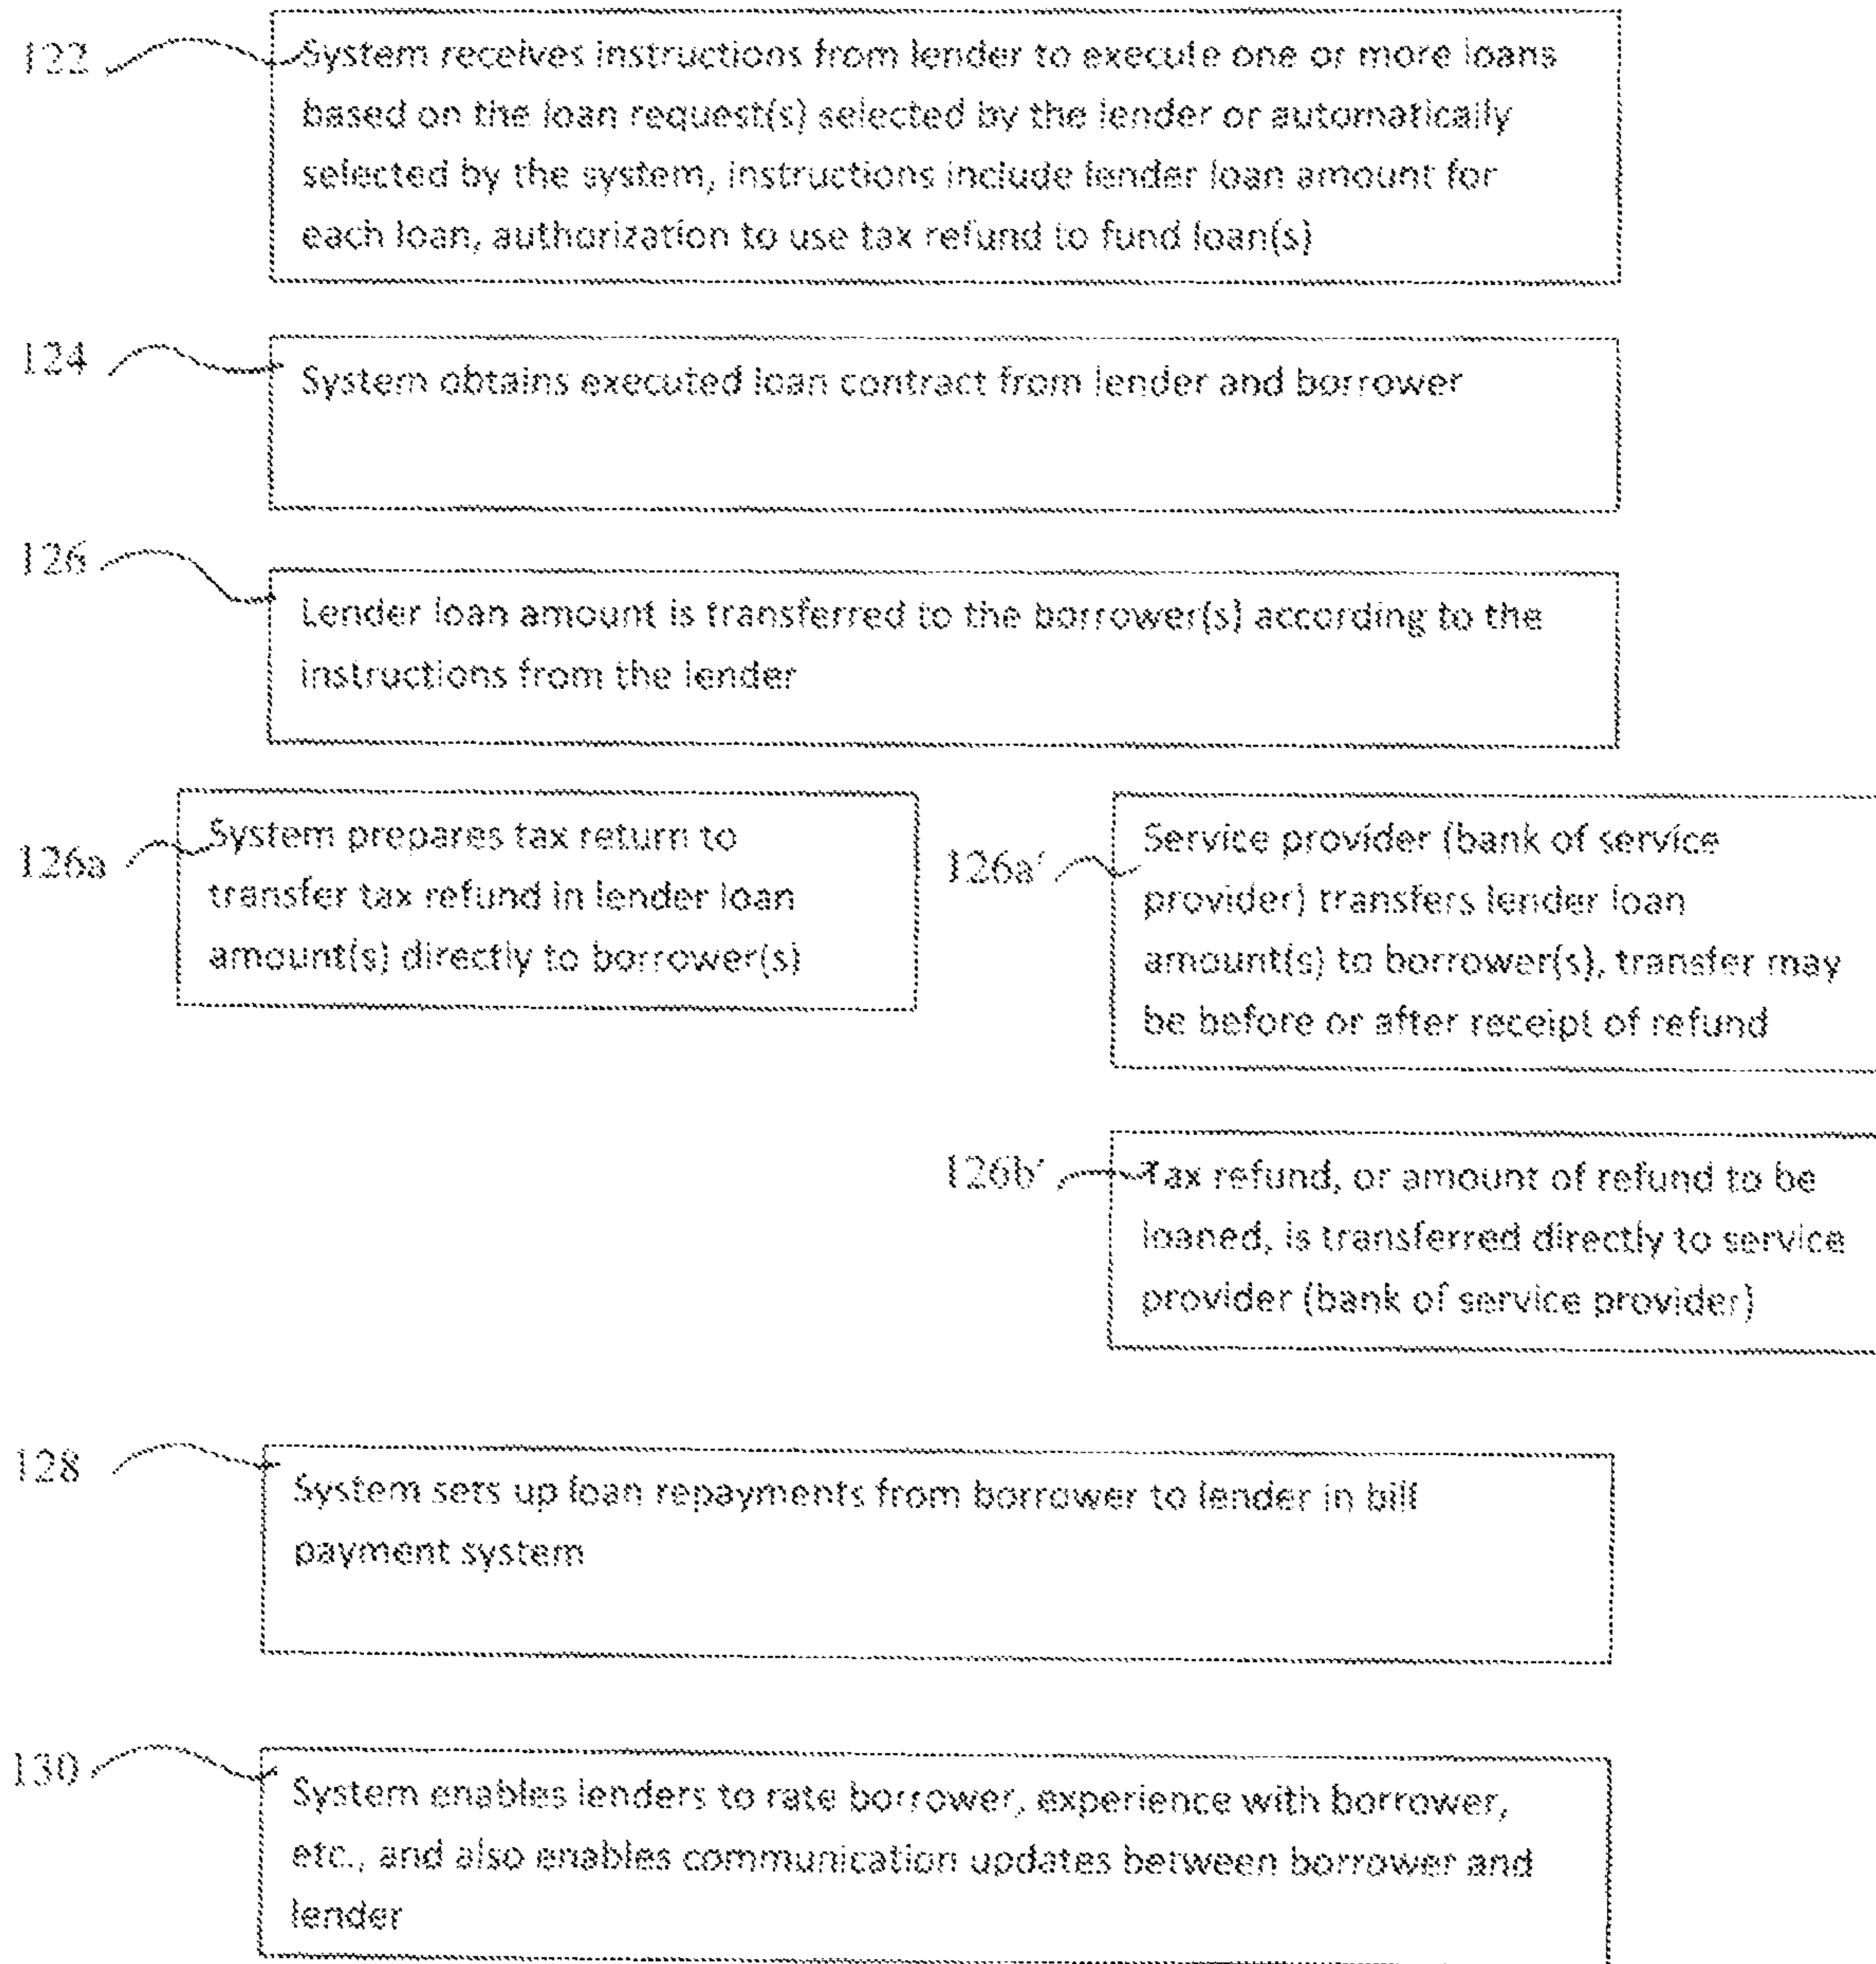 122
System receives instructions from lender to execute one or more loans
based on the loan request(s) selected by the lender or automatically
selected by the system, instructions include lender loan amount for
each loan, authorization to use tax refund to fund loan(s)
124
System obtains executed loan contract from lender and borrower
126
Lender loan amount is transferred to the borrower(s) according to the
instructions from the lender
126a
System prepares tax return to
transfer tax refund in lender loan
amount(s) directly to borrower(s)
126a'
Service provider (bank of service
provider) transfers lender loan
amount(s) to borrower(s), transfer may
be before or after receipt of refund
126b'
Tax refund, or amount of refund to be
loaned, is transferred directly to service
provider (bank of service provider)
128
System sets up loan repayments from borrower to lender in bill
payment system
130
System enables lenders to rate borrower, experience with borrower,
etc., and also enables communication updates between borrower and
lender